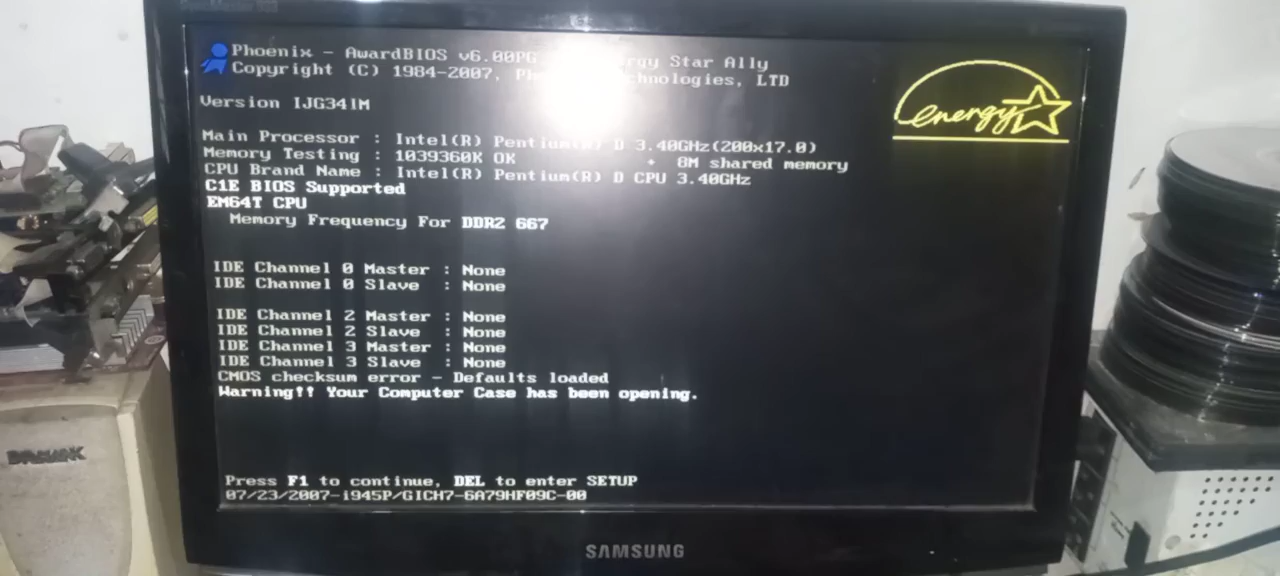 Phoenix - AwardBIOS v6.00PG Energy Star Ally
Copyright (C) 1984-2007, Technologies, LTD
Version IJG341M
Main Processor : Intel(R) Pentium(R) D 3.40GHz(200x17.0)
Memory Testing : 1039360K OK + 8M shared memory
CPU Brand Name : Intel(R) Pentium(R) D CPU 3.40GHz
C1E BIOS Supported
EM64T CPU
Memory Frequency For DDR2 667
IDE Channel 0 Master : None
IDE Channel 0 Slave : None
IDE Channel 2 Master : None
IDE Channel 2 Slave : None
IDE Channel 3 Master : None
IDE Channel 3 Slave : None
CMOS checksum error - Defaults loaded
Warning!! Your Computer Case has been opening.
Press F1 to continue, DEL to enter SETUP
07/23/2007-i945P/GICH7-6A79HF09C-00
energy
SAMSUNG